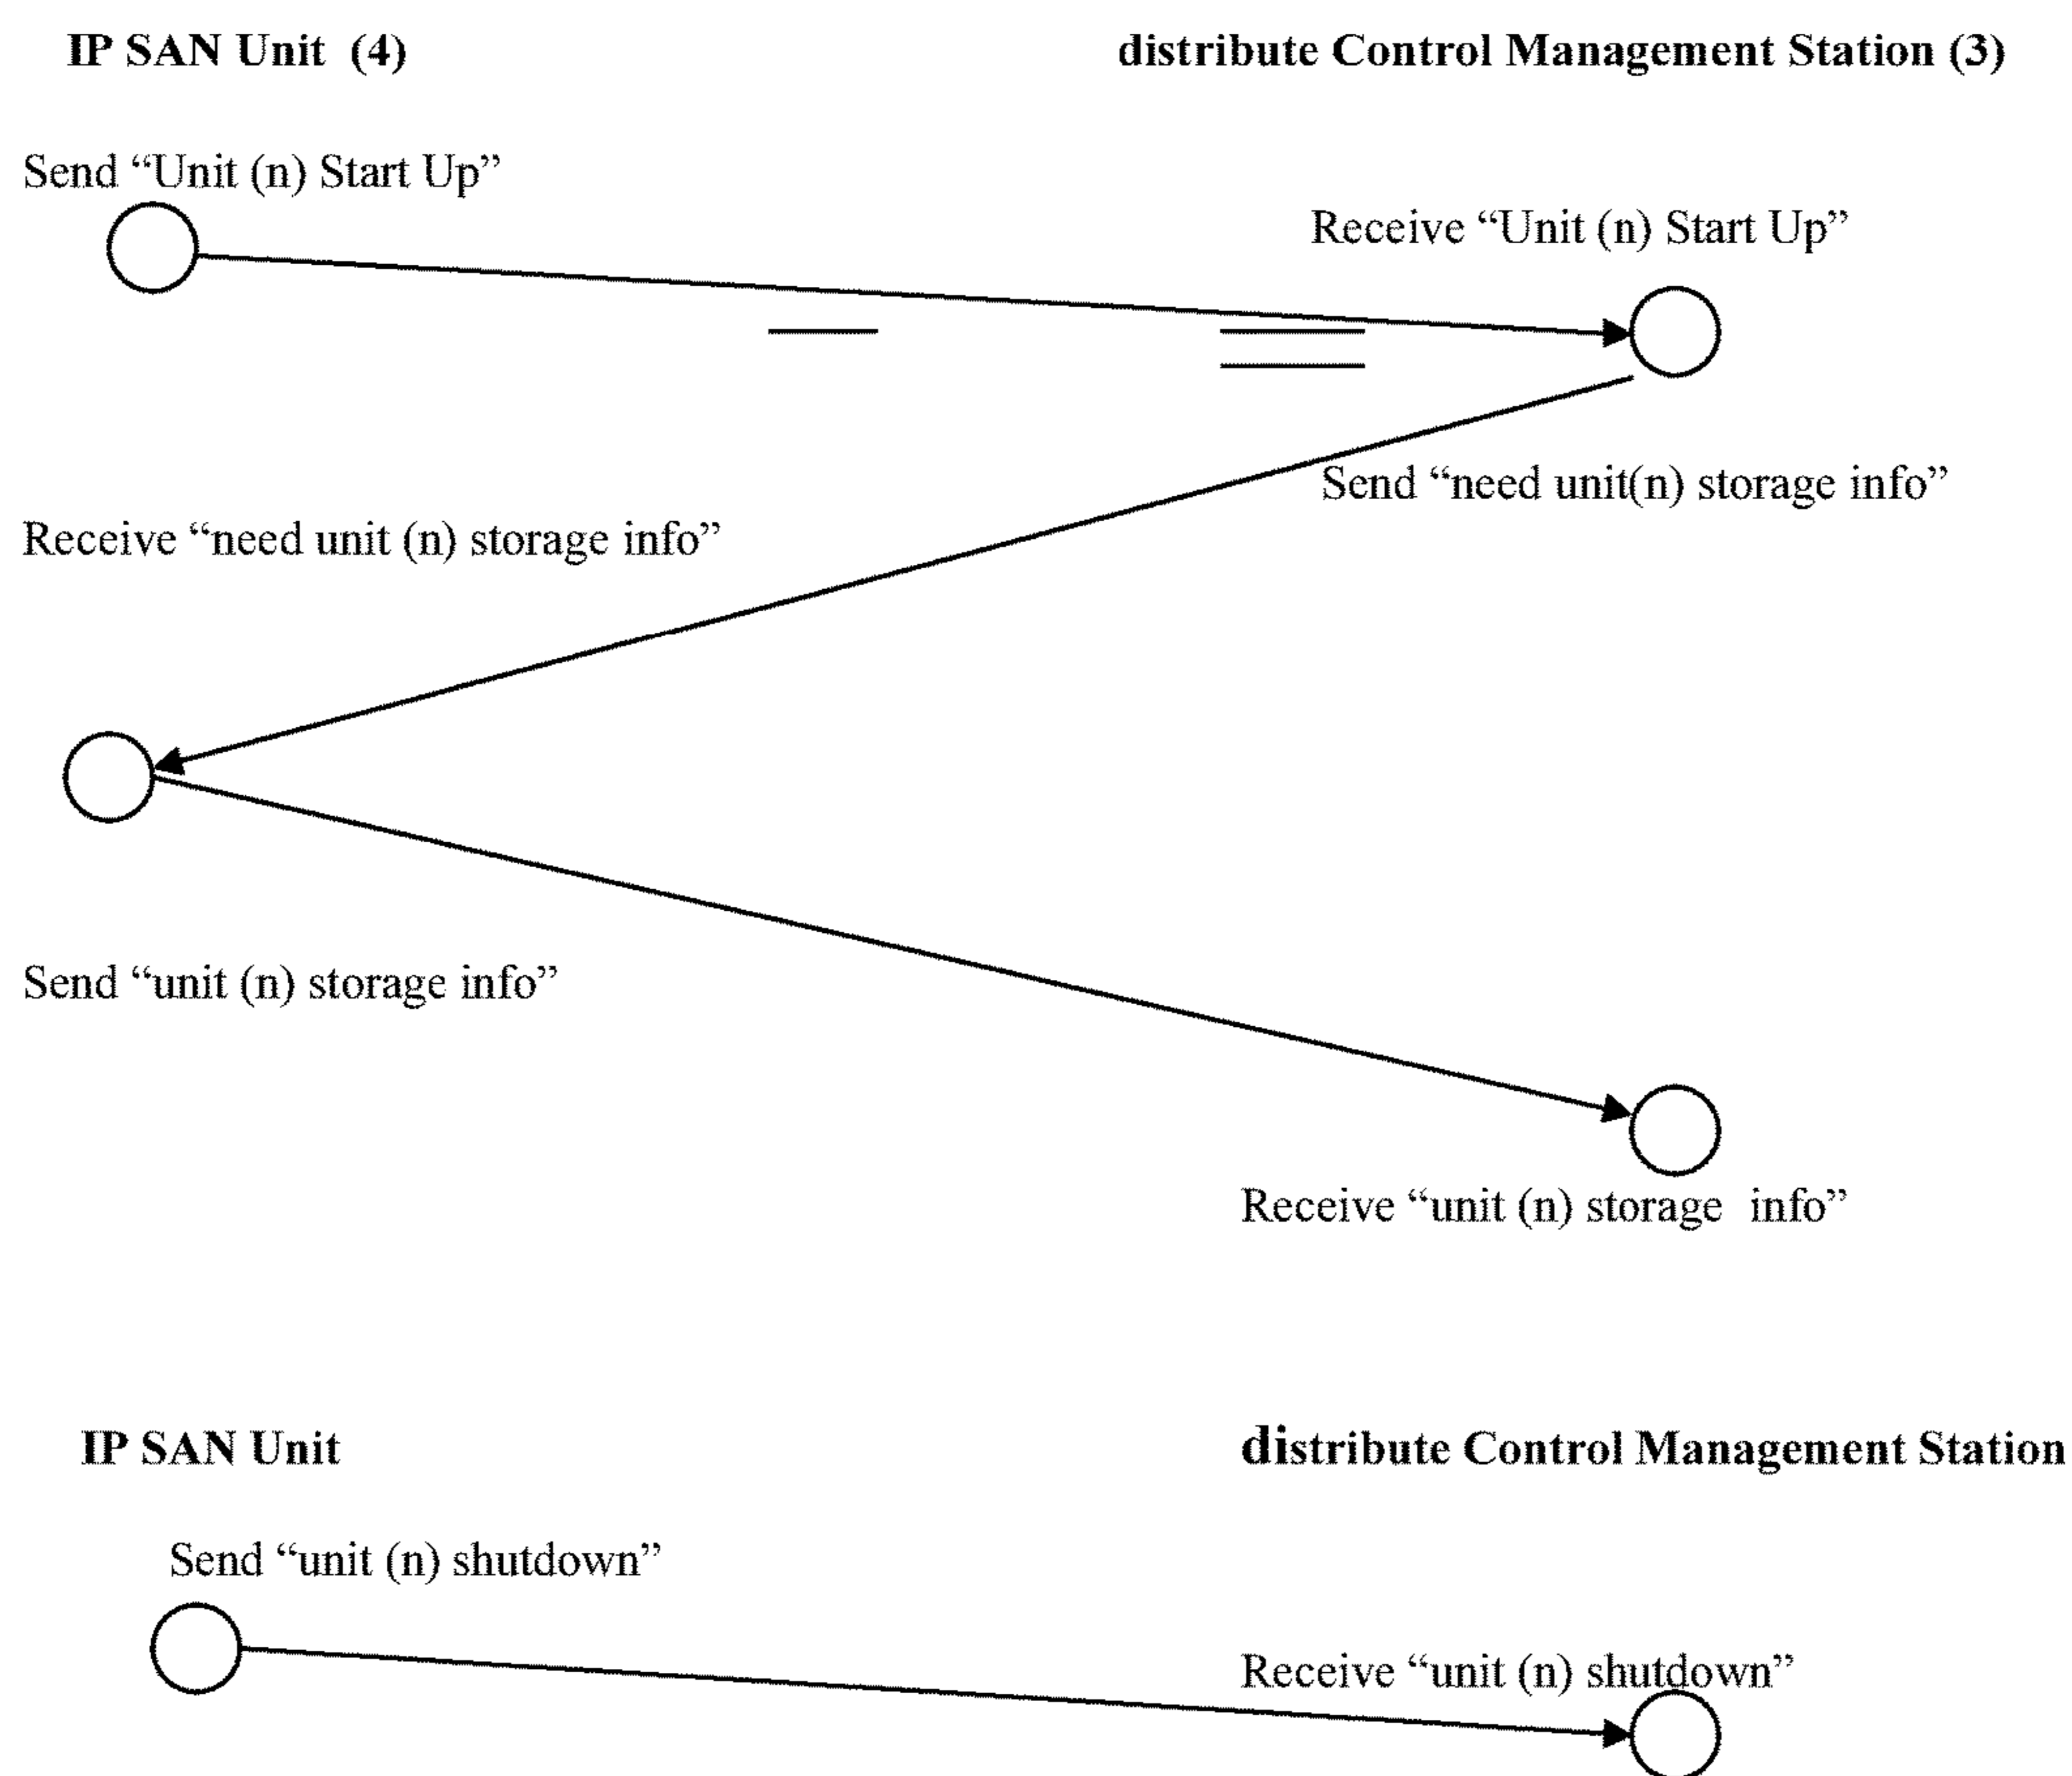 IP SAN Unit (4)
distribute Control Management Station (3)
Send “Unit (n) Start Up”
Receive “Unit (n) Start Up”
Send “need unit(n) storage info”
Receive “need unit (n) storage info”
Send “unit (n) storage info”
Receive “unit (n) storage info”
IP SAN Unit
distribute Control Management Station
Send “unit (n) shutdown”
Receive “unit (n) shutdown”